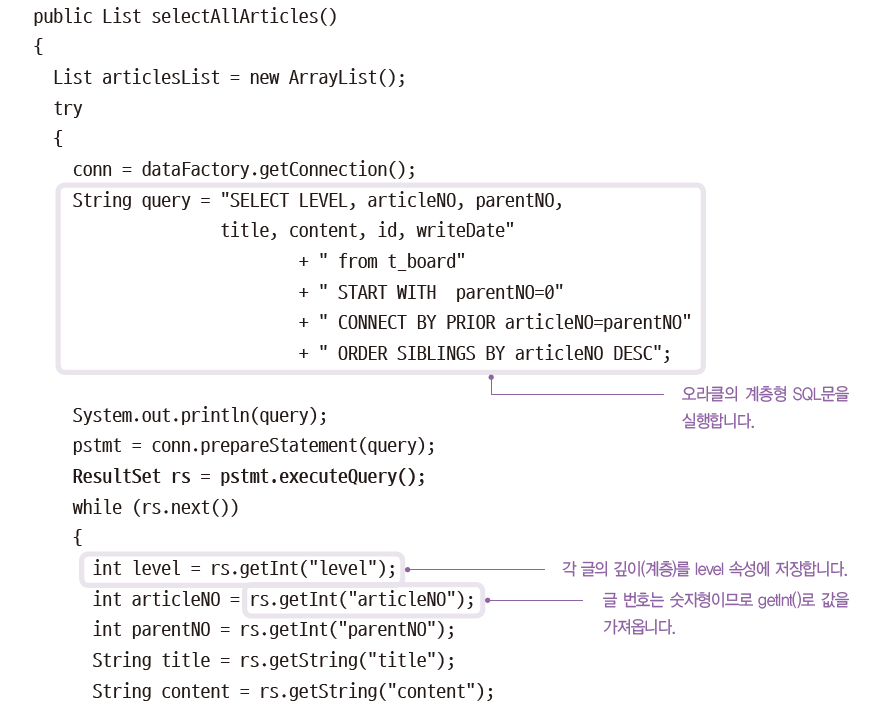 public List selectAllArticles()
{
List articlesList = new ArrayList();
try
{
conn = dataFactory.getConnection();
String query = "SELECT LEVEL, articleNO, parentNO,
title, content, id, writeDate"
+ " from t_board"
+ " START WITH  parentNO=0"
+ " CONNECT BY PRIOR articleNO=parentNO"
+ " ORDER SIBLINGS BY articleNO DESC";
오라클의 계층형 SQL문을
실행합니다.
System.out.println(query);
pstmt = conn.prepareStatement(query);
ResultSet rs = pstmt.executeQuery();
while (rs.next())
{
int level = rs.getInt("level");
각 글의 깊이(계층)를 level 속성에 저장합니다.
int articleNO = rs.getInt("articleNO");
글 번호는 숫자형이므로 getInt()로 값을
가져옵니다.
int parentNO = rs.getInt("parentNO");
String title = rs.getString("title");
String content = rs.getString("content");